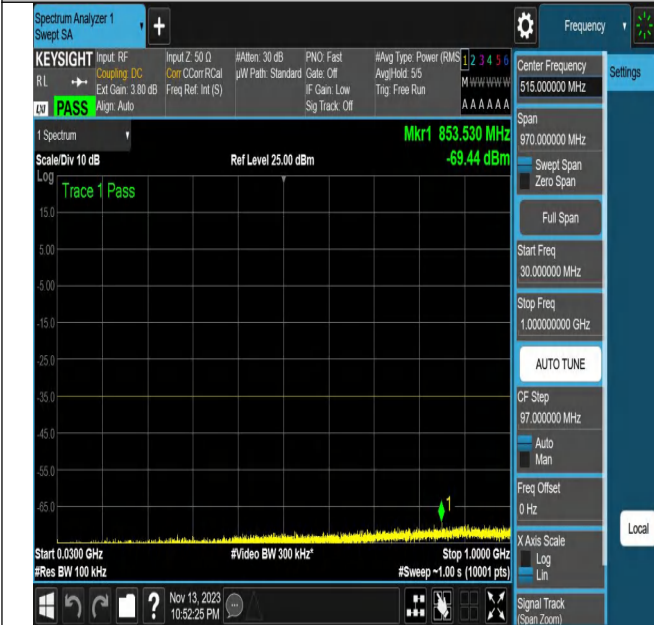 Spectrum Analyzer 1
Swept SA
Frequency
KEYSIGHT
RL
PASS
Input: RF
Coupling: DC
Ext Gain: 3.80 dB
Align: Auto
Input Z: 50 Ω
Corr CCorr RCal
Freq Ref: Int (S)
#Atten: 30 dB
µW Path: Standard
PNO: Fast
Gate: Off
IF Gain: Low
Sig Track: Off
#Avg Type: Power (RMS
Avg|Hold: 5/5
Trig: Free Run
1 2 3 4 5 6
M W W W W W
A A A A A A
1 Spectrum
Scale/Div 10 dB
Ref Level 25.00 dBm
Mkr1 853.530 MHz
-69.44 dBm
Log
Trace 1 Pass
15.0
5.00
-5.00
-15.0
-25.0
-35.0
-45.0
-55.0
-65.0
1
Start 0.0300 GHz
#Video BW 300 kHz*
Stop 1.0000 GHz
#Res BW 100 kHz
#Sweep ~1.00 s (10001 pts)
?
Nov 13, 2023
10:52:25 PM
Center Frequency
515.000000 MHz
Settings
Span
970.000000 MHz
Swept Span
Zero Span
Full Span
Start Freq
30.000000 MHz
Stop Freq
1.000000000 GHz
AUTO TUNE
CF Step
97.000000 MHz
Auto
Man
Freq Offset
0 Hz
Local
X Axis Scale
Log
Lin
Signal Track
(Span Zoom)